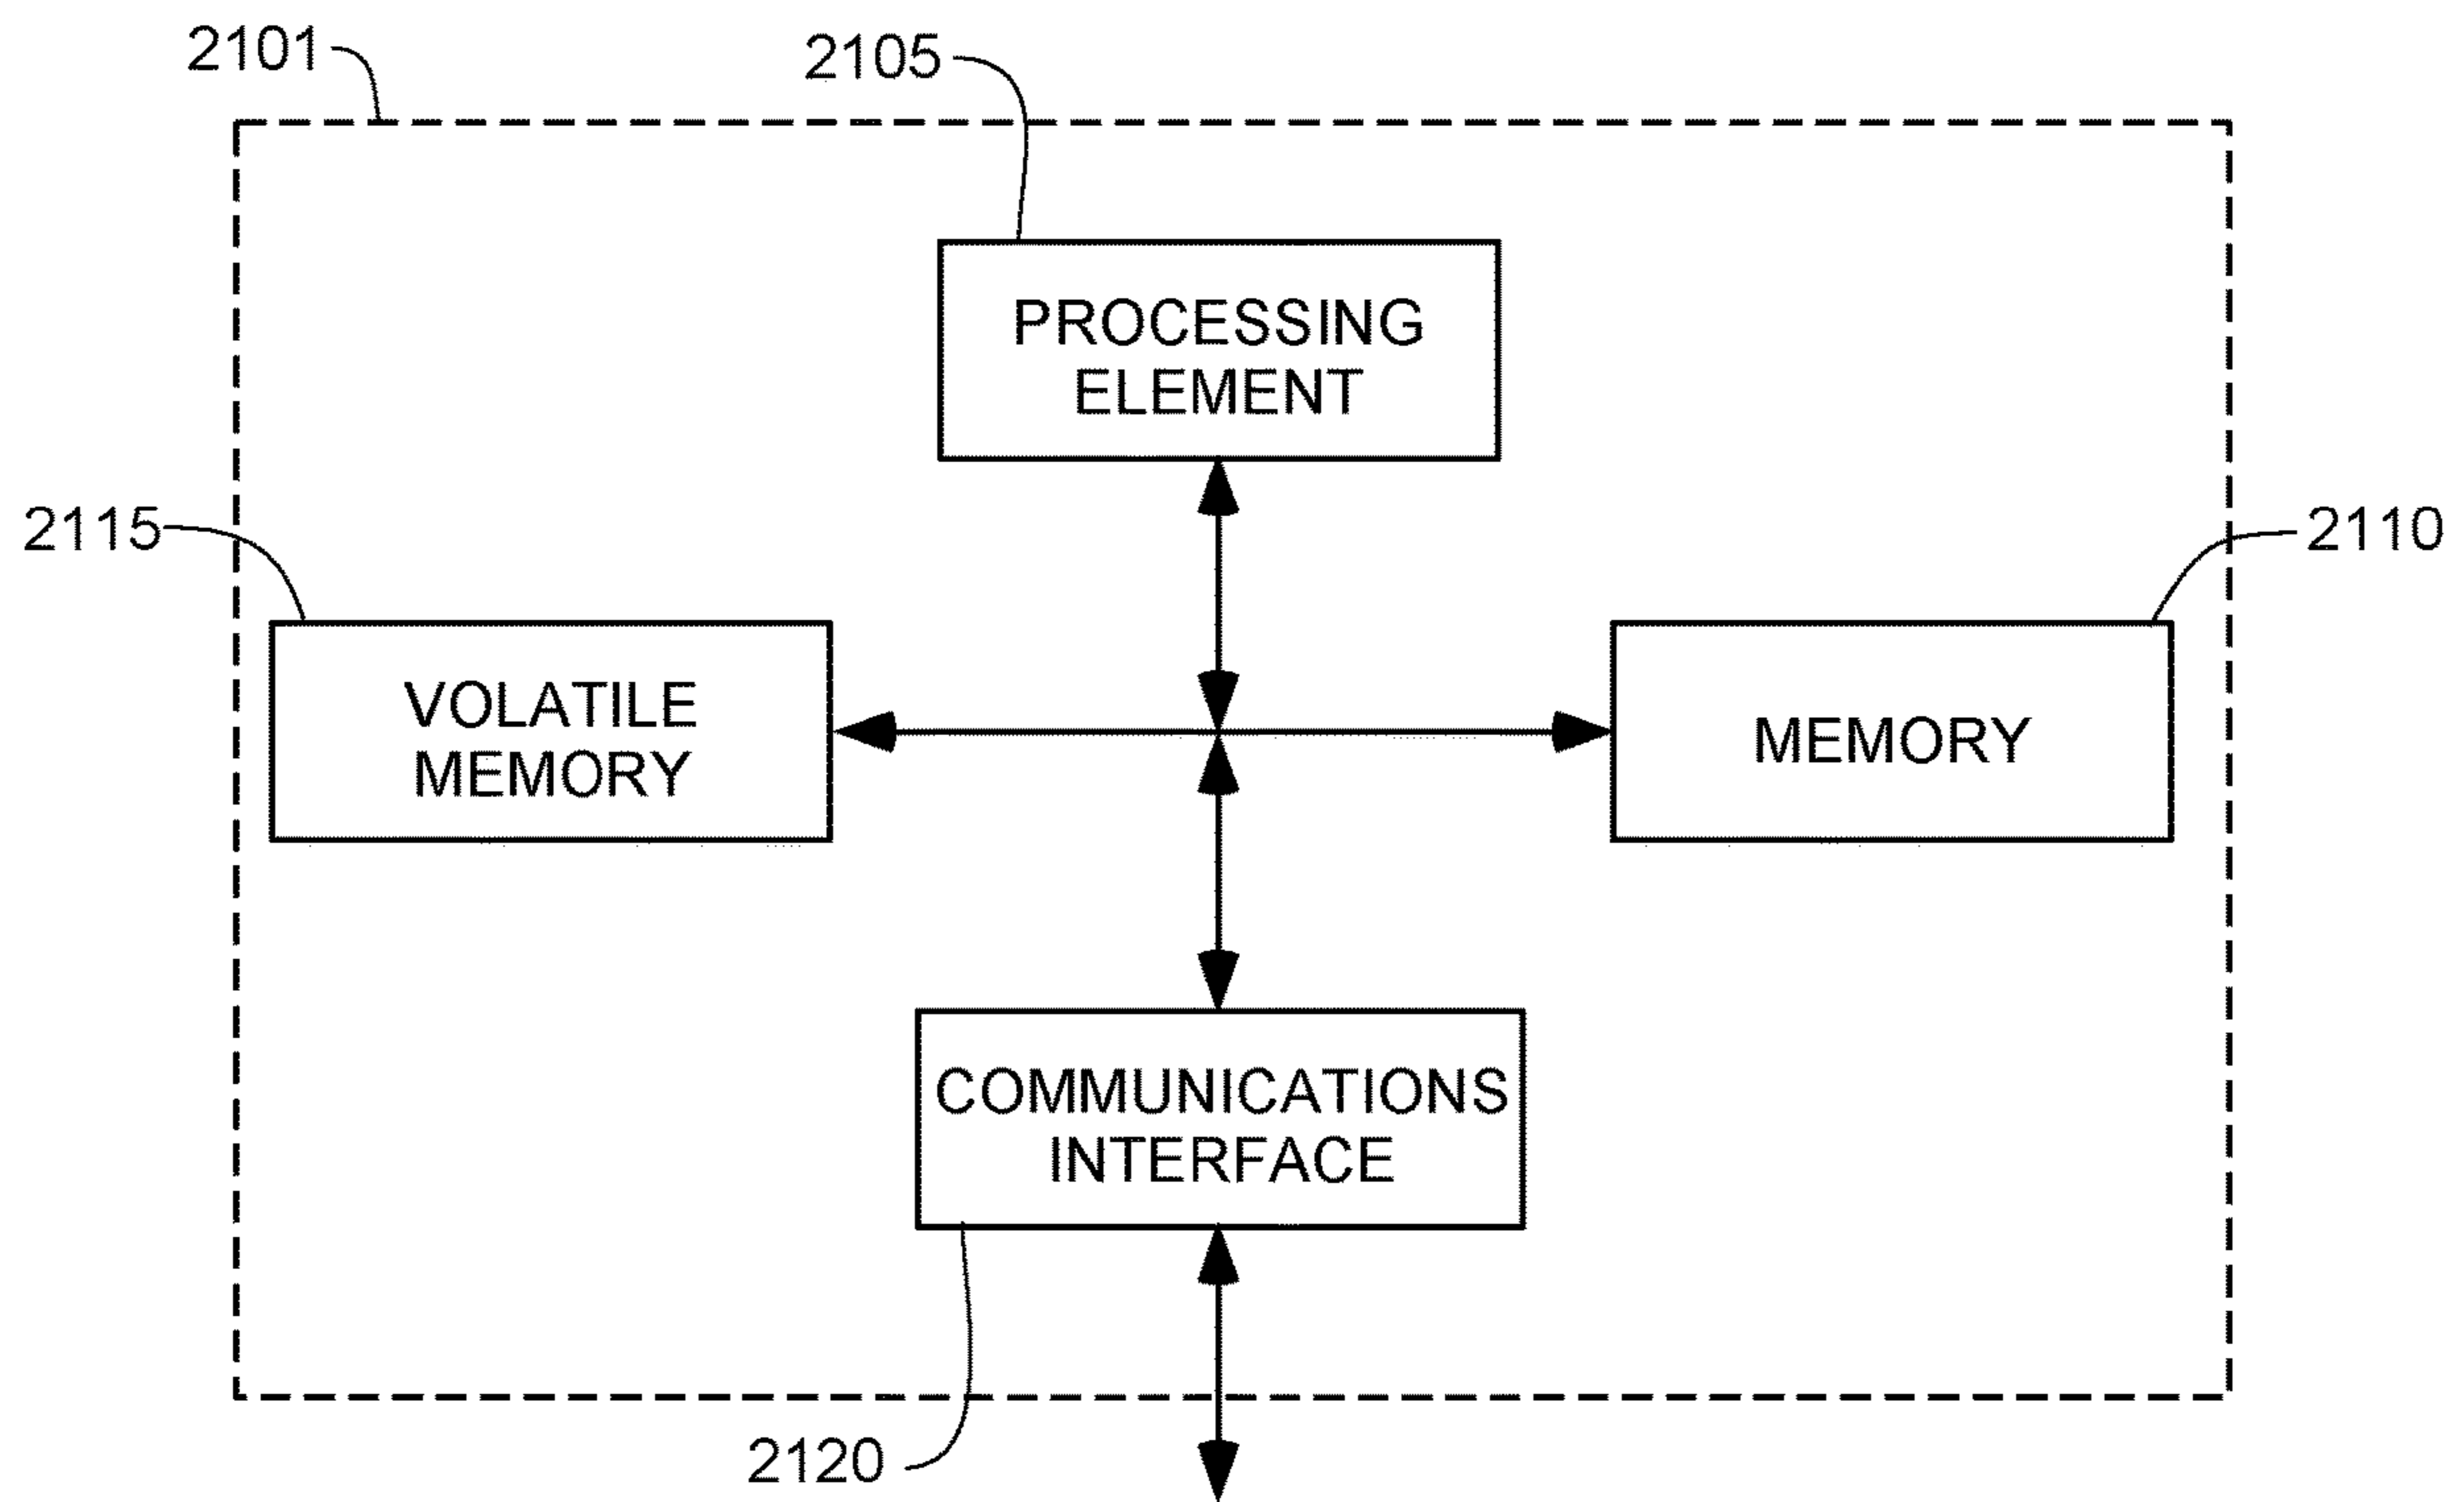 2101
2105
PROCESSING
ELEMENT
2115
2110
VOLATILE
MEMORY
MEMORY
COMMUNICATIONS
INTERFACE
2120